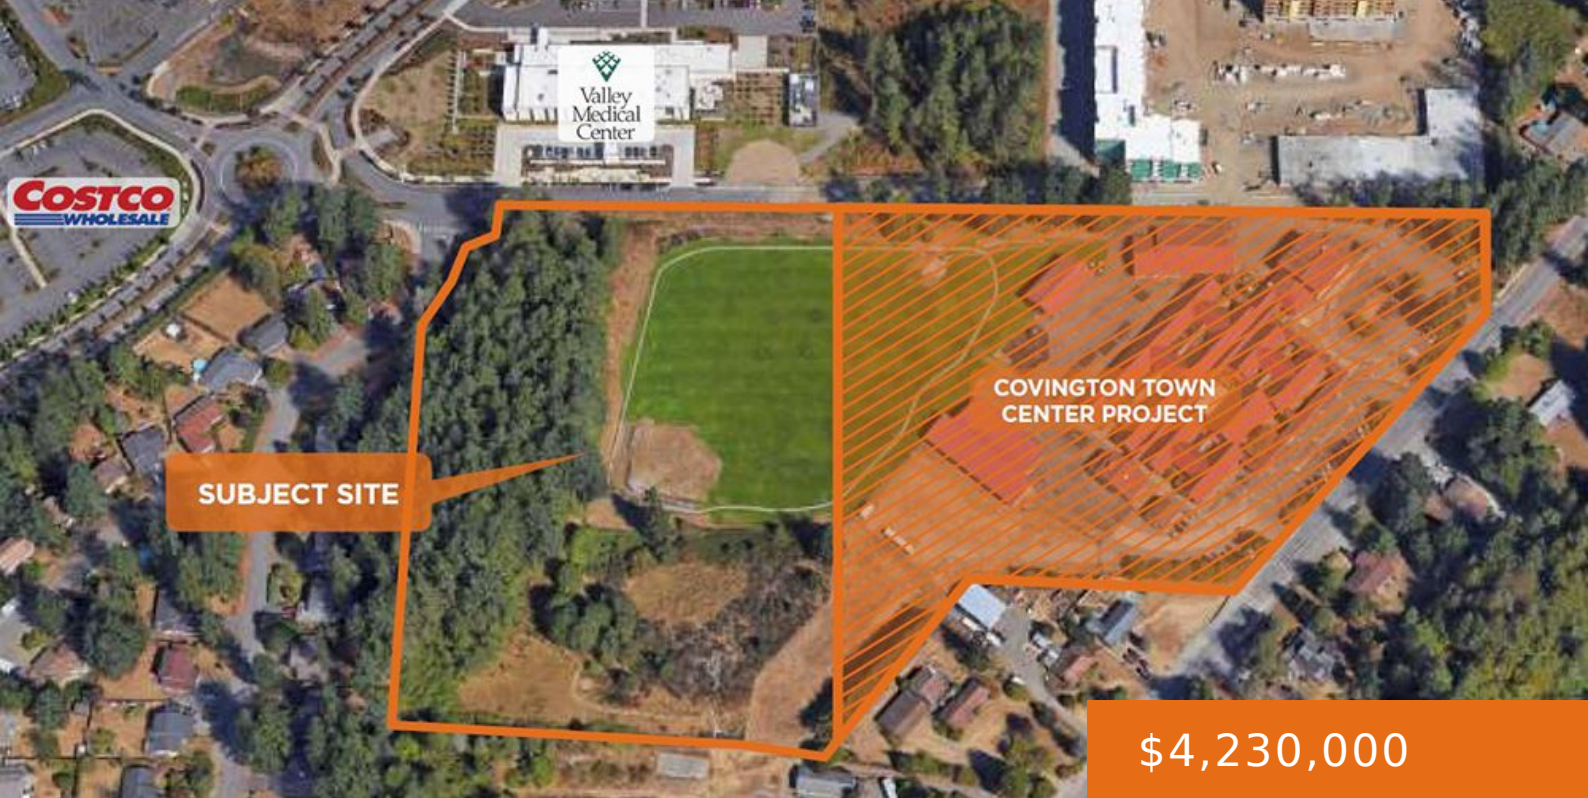 Valley
Medical
Center
COSTCO
WHOLESALE
COVINGTON TOWN
CENTER PROJECT
SUBJECT SITE
$4,230,000